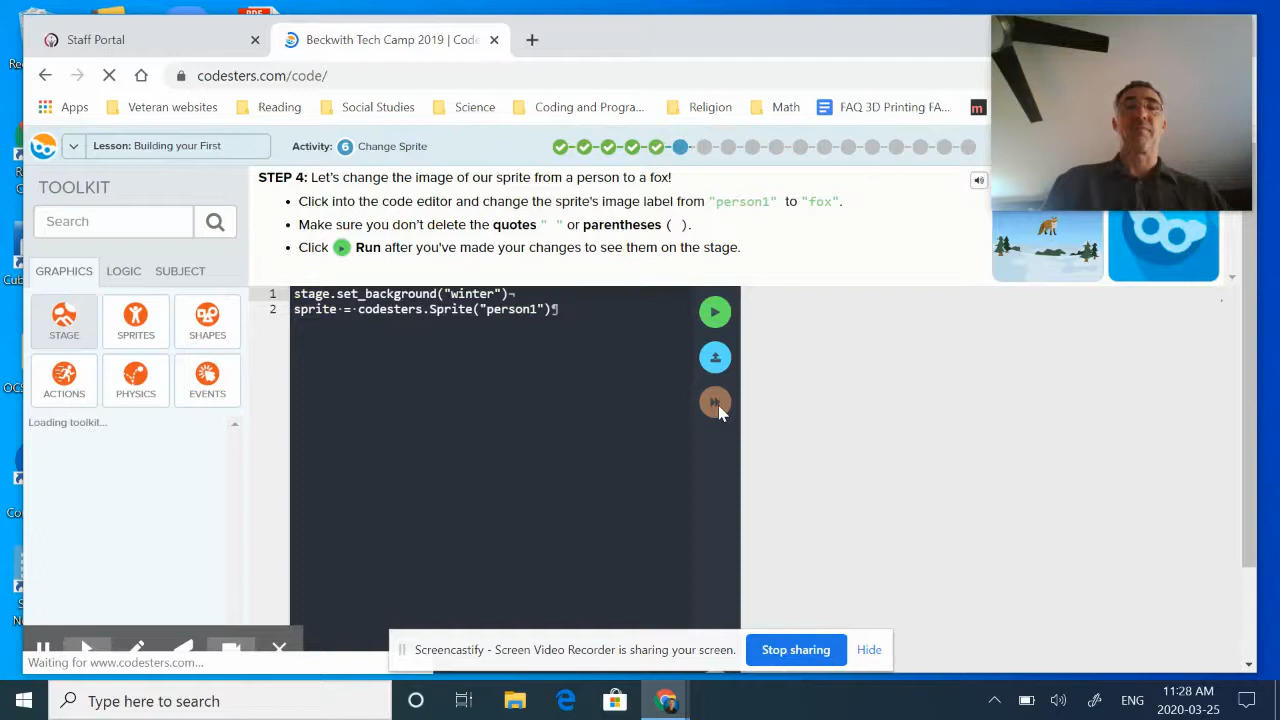 PDF
Staff Portal
Beckwith Tech Camp 2019 | Code
codesters.com/code/
Apps
Veteran websites
Reading
Social Studies
Science
Coding and Progra...
Religion
Math
FAQ 3D Printing FA...
m
Lesson: Building your First
Activity: 6 Change Sprite
TOOLKIT
Search
GRAPHICS
LOGIC
SUBJECT
STAGE
SPRITES
SHAPES
ACTIONS
PHYSICS
EVENTS
Loading toolkit...
STEP 4: Let's change the image of our sprite from a person to a fox!
• Click into the code editor and change the sprite's image label from "person1" to "fox".
• Make sure you don't delete the quotes " " or parentheses ( ).
• Click Run after you've made your changes to see them on the stage.
1 stage.set_background("winter")¬
2 sprite·=·codesters.Sprite("person1")¶
Screencastify - Screen Video Recorder is sharing your screen.
Stop sharing
Hide
Waiting for www.codesters.com...
Type here to search
ENG
11:28 AM
2020-03-25